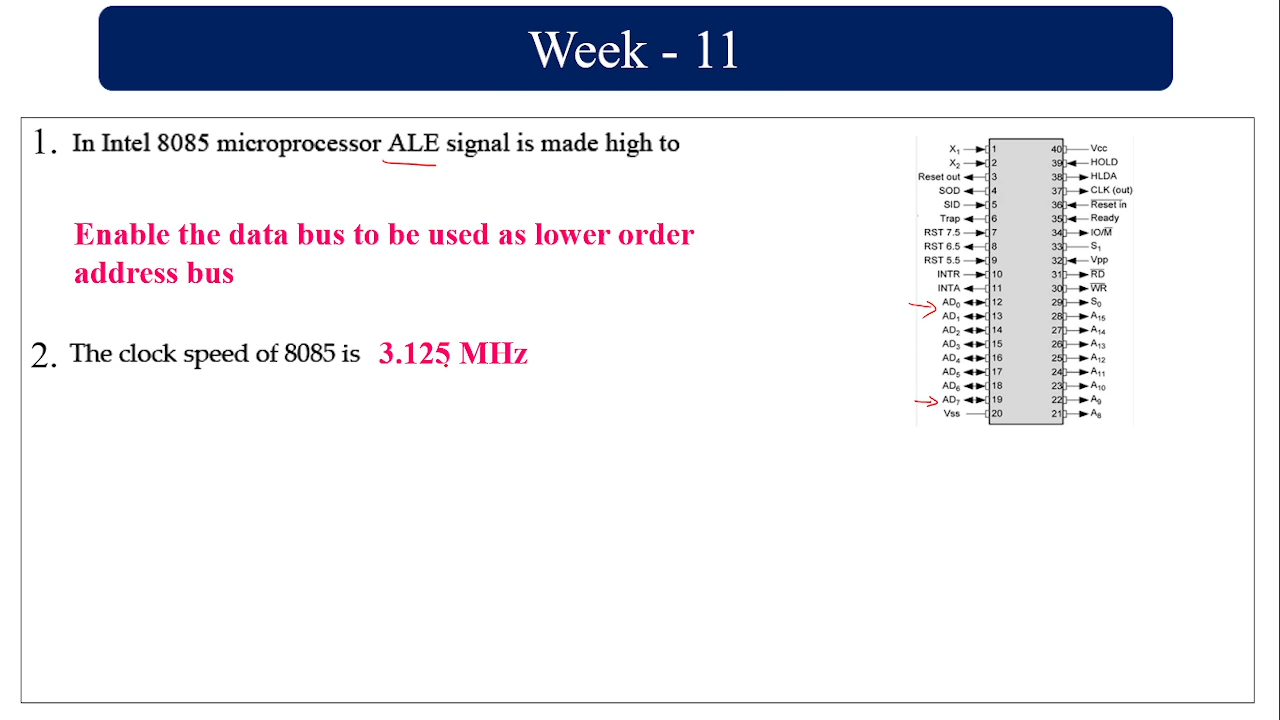 Week - 11
1. In Intel 8085 microprocessor ALE signal is made high to
Enable the data bus to be used as lower order
address bus
2. The clock speed of 8085 is 3.125 MHz
X1 1 40 Vcc
X2 2 39 HOLD
Reset out 3 38 HLDA
SOD 4 37 CLK (out)
SID 5 36 Reset in
Trap 6 35 Ready
RST 7.5 7 34 IO/M
RST 6.5 8 33 S1
RST 5.5 9 32 Vpp
INTR 10 31 RD
INTA 11 30 WR
AD0 12 29 S0
AD1 13 28 A15
AD2 14 27 A14
AD3 15 26 A13
AD4 16 25 A12
AD5 17 24 A11
AD6 18 23 A10
AD7 19 22 A9
Vss 20 21 A8